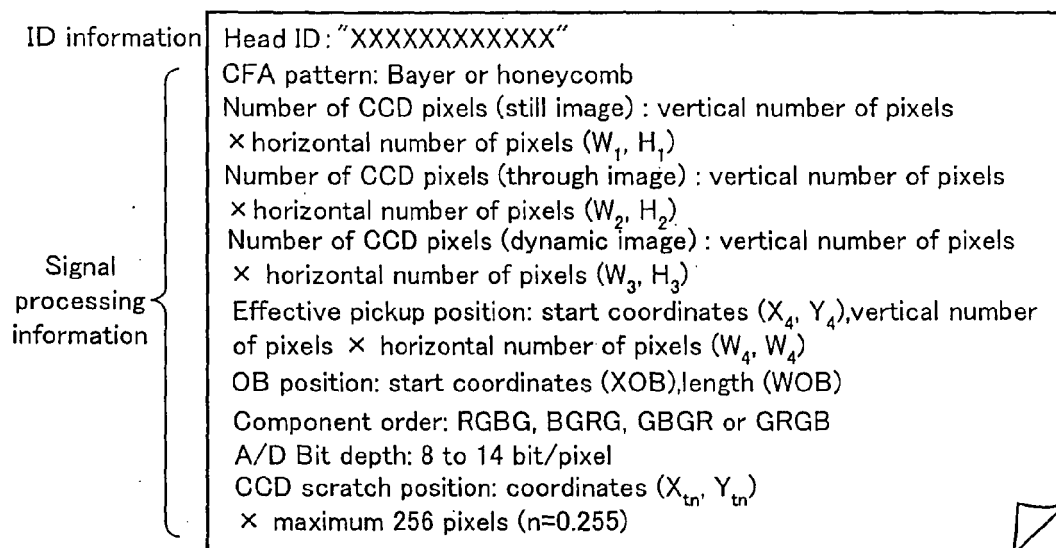 ID information
Head ID: "XXXXXXXXXXXX"
CFA pattern: Bayer or honeycomb
Number of CCD pixels (still image) : vertical number of pixels
× horizontal number of pixels (W₁, H₁)
Number of CCD pixels (through image) : vertical number of pixels
× horizontal number of pixels (W₂, H₂)
Number of CCD pixels (dynamic image) : vertical number of pixels
× horizontal number of pixels (W₃, H₃)
Signal
processing
information
Effective pickup position: start coordinates (X₄, Y₄),vertical number
of pixels × horizontal number of pixels (W₄, W₄)
OB position: start coordinates (XOB),length (WOB)
Component order: RGBG, BGRG, GBGR or GRGB
A/D Bit depth: 8 to 14 bit/pixel
CCD scratch position: coordinates (Xₜₙ, Yₜₙ)
× maximum 256 pixels (n=0.255)